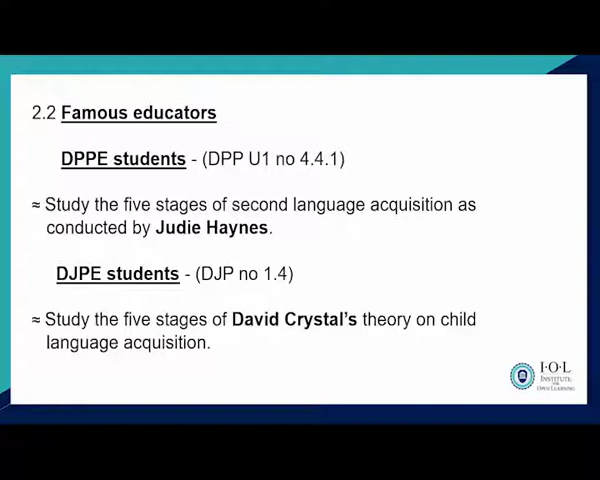 2.2 Famous educators
DPPE students - (DPP U1 no 4.4.1)
≈ Study the five stages of second language acquisition as
conducted by Judie Haynes.
DJPE students - (DJP no 1.4)
≈ Study the five stages of David Crystal's theory on child
language acquisition.
I·O·L
INSTITUTE
FOR
OWN LEARNING